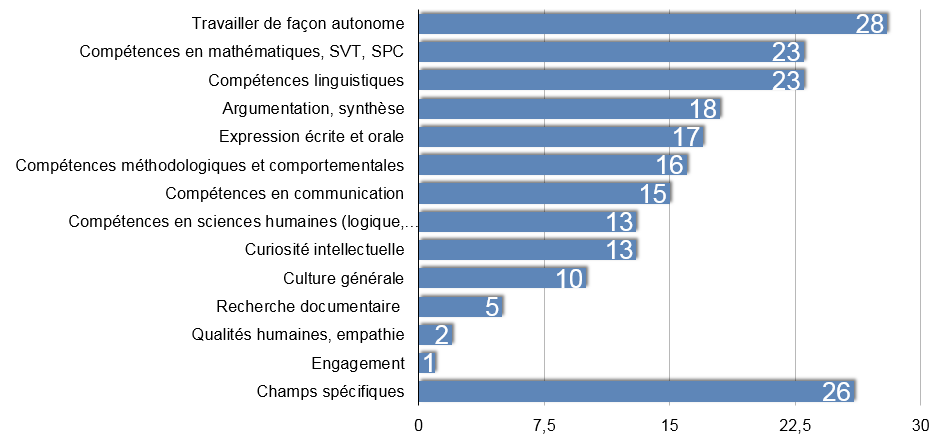 Travailler de façon autonome 28
Compétences en mathématiques, SVT, SPC 23
Compétences linguistiques 23
Argumentation, synthèse 18
Expression écrite et orale 17
Compétences méthodologiques et comportementales 16
Compétences en communication 15
Compétences en sciences humaines (logique,… 13
Curiosité intellectuelle 13
Culture générale 10
Recherche documentaire 5
Qualités humaines, empathie 2
Engagement 1
Champs spécifiques 26
0 7,5 15 22,5 30